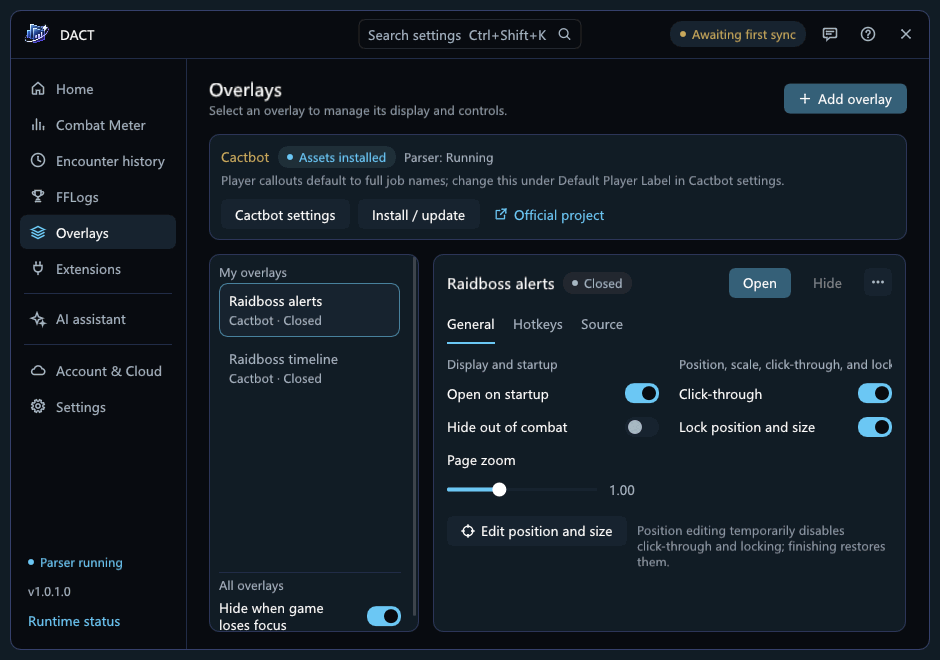 DACT
Search settings Ctrl+Shift+K
Awaiting first sync
Home
Combat Meter
Encounter history
FFLogs
Overlays
Extensions
AI assistant
Account & Cloud
Settings
Parser running
v1.0.1.0
Runtime status
Overlays
Select an overlay to manage its display and controls.
+ Add overlay
Cactbot Assets installed Parser: Running
Player callouts default to full job names; change this under Default Player Label in Cactbot settings.
Cactbot settings Install / update Official project
My overlays
Raidboss alerts
Cactbot · Closed
Raidboss timeline
Cactbot · Closed
All overlays
Hide when game
loses focus
Raidboss alerts Closed Open Hide ...
General Hotkeys Source
Display and startup
Open on startup
Hide out of combat
Position, scale, click-through, and lock
Click-through
Lock position and size
Page zoom
1.00
Edit position and size
Position editing temporarily disables
click-through and locking; finishing restores
them.